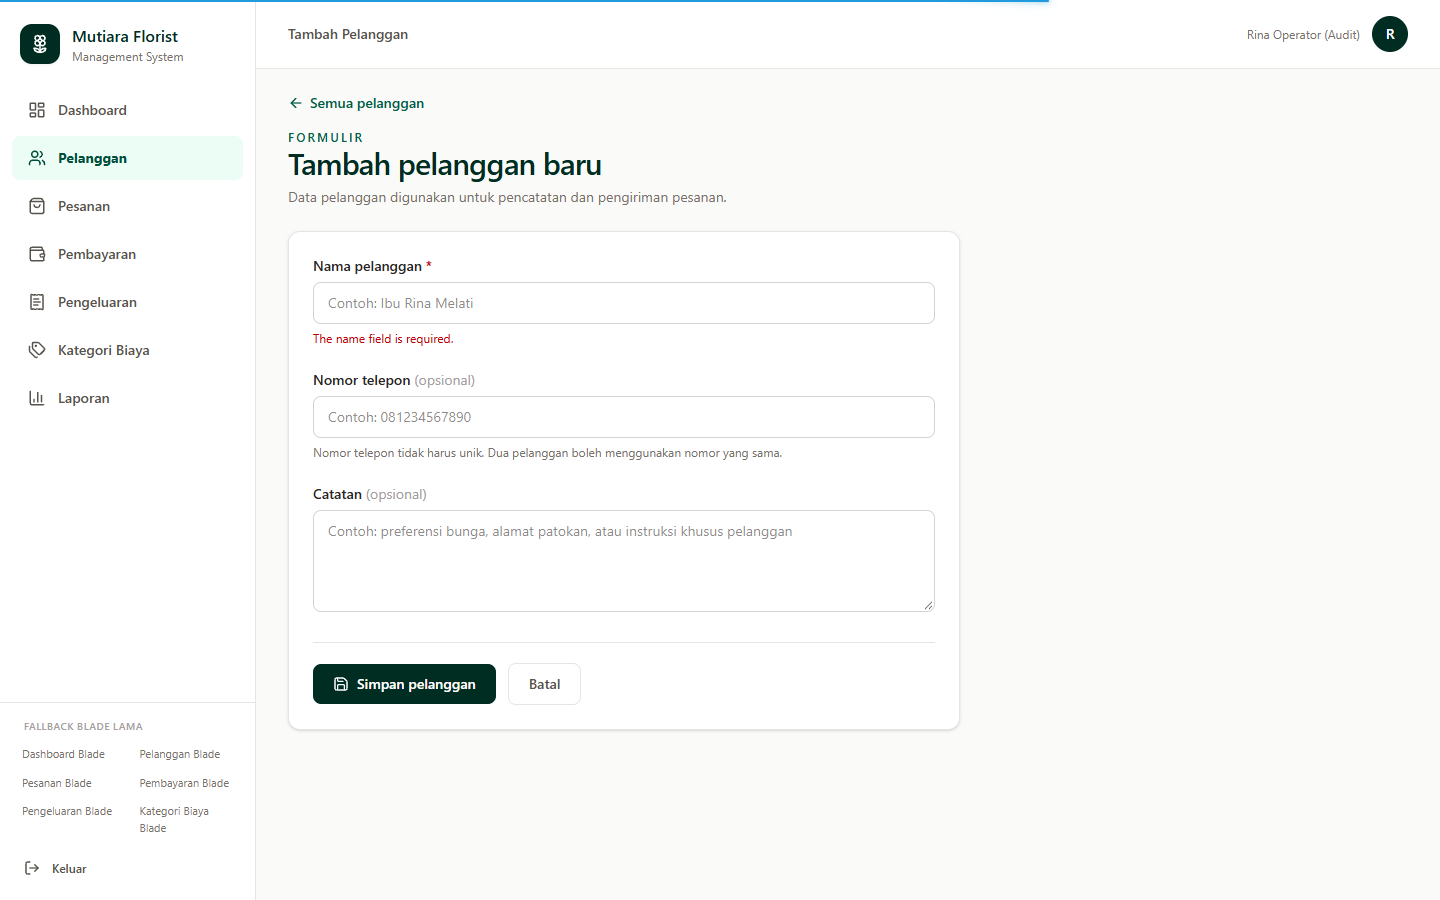 Mutiara Florist
Management System
Dashboard
Pelanggan
Pesanan
Pembayaran
Pengeluaran
Kategori Biaya
Laporan
FALLBACK BLADE LAMA
Dashboard Blade
Pelanggan Blade
Pesanan Blade
Pembayaran Blade
Pengeluaran Blade
Kategori Biaya
Blade
Keluar
Tambah Pelanggan
Rina Operator (Audit)
R
Semua pelanggan
FORMULIR
Tambah pelanggan baru
Data pelanggan digunakan untuk pencatatan dan pengiriman pesanan.
Nama pelanggan *
Contoh: Ibu Rina Melati
The name field is required.
Nomor telepon (opsional)
Contoh: 081234567890
Nomor telepon tidak harus unik. Dua pelanggan boleh menggunakan nomor yang sama.
Catatan (opsional)
Contoh: preferensi bunga, alamat patokan, atau instruksi khusus pelanggan
Simpan pelanggan
Batal